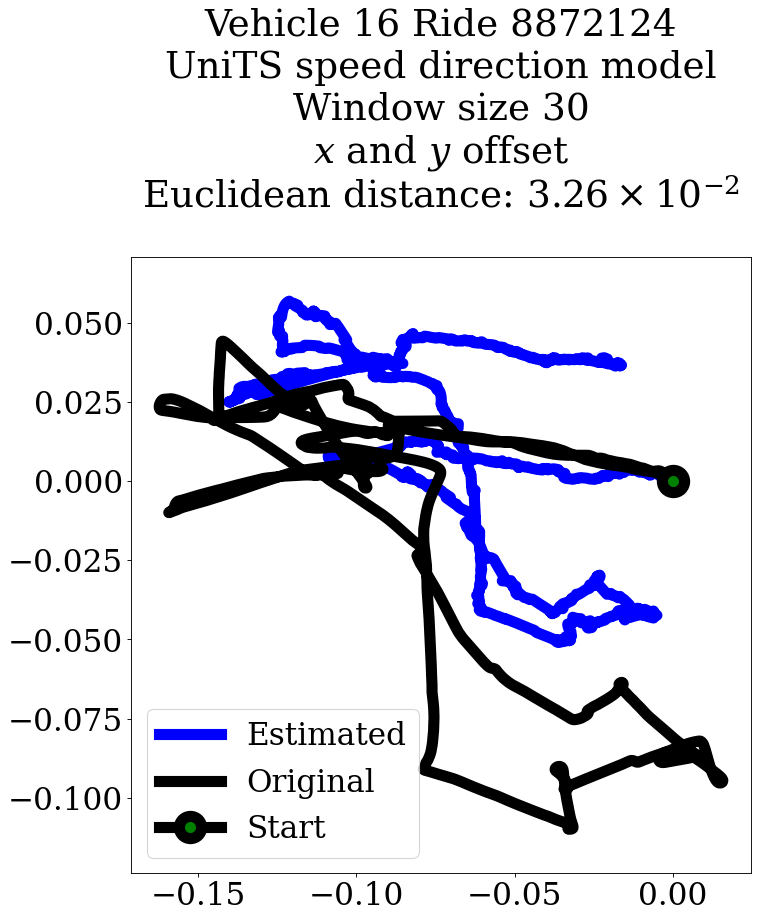 Vehicle 16 Ride 8872124
UniTS speed direction model
Window size 30
x and y offset
Euclidean distance: 3.26 × 10⁻²
0.050
0.025
0.000
−0.025
−0.050
−0.075
−0.100
Estimated
Original
Start
−0.15 −0.10 −0.05 0.00